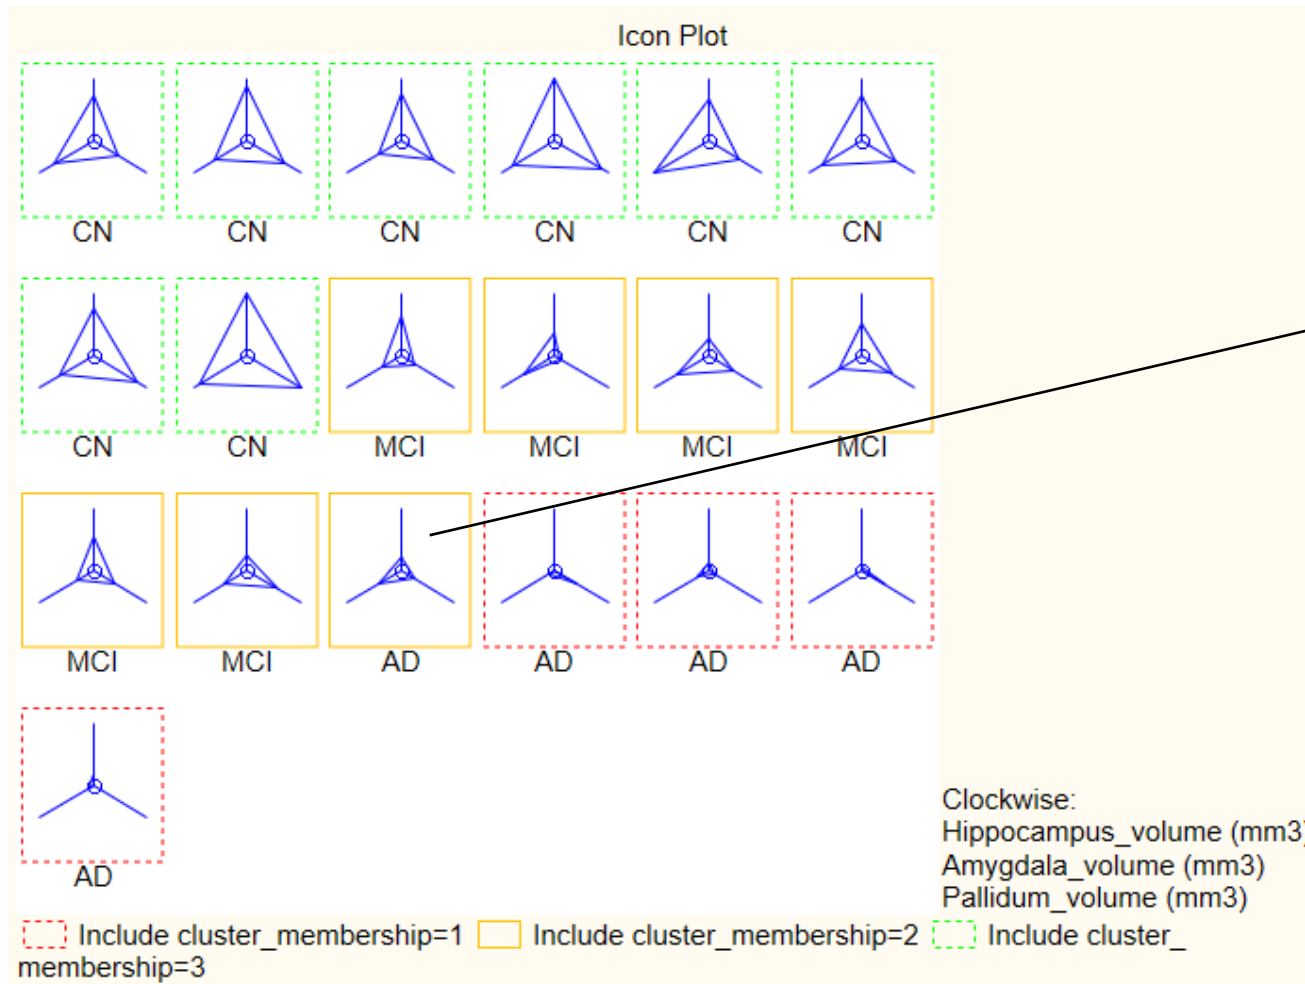 Icon Plot
CN CN CN CN CN CN
CN CN MCI MCI MCI MCI
MCI MCI AD AD AD AD
AD
Clockwise:
Hippocampus_volume (mm3)
Amygdala_volume (mm3)
Pallidum_volume (mm3)
Include cluster_membership=1 Include cluster_membership=2 Include cluster_
membership=3